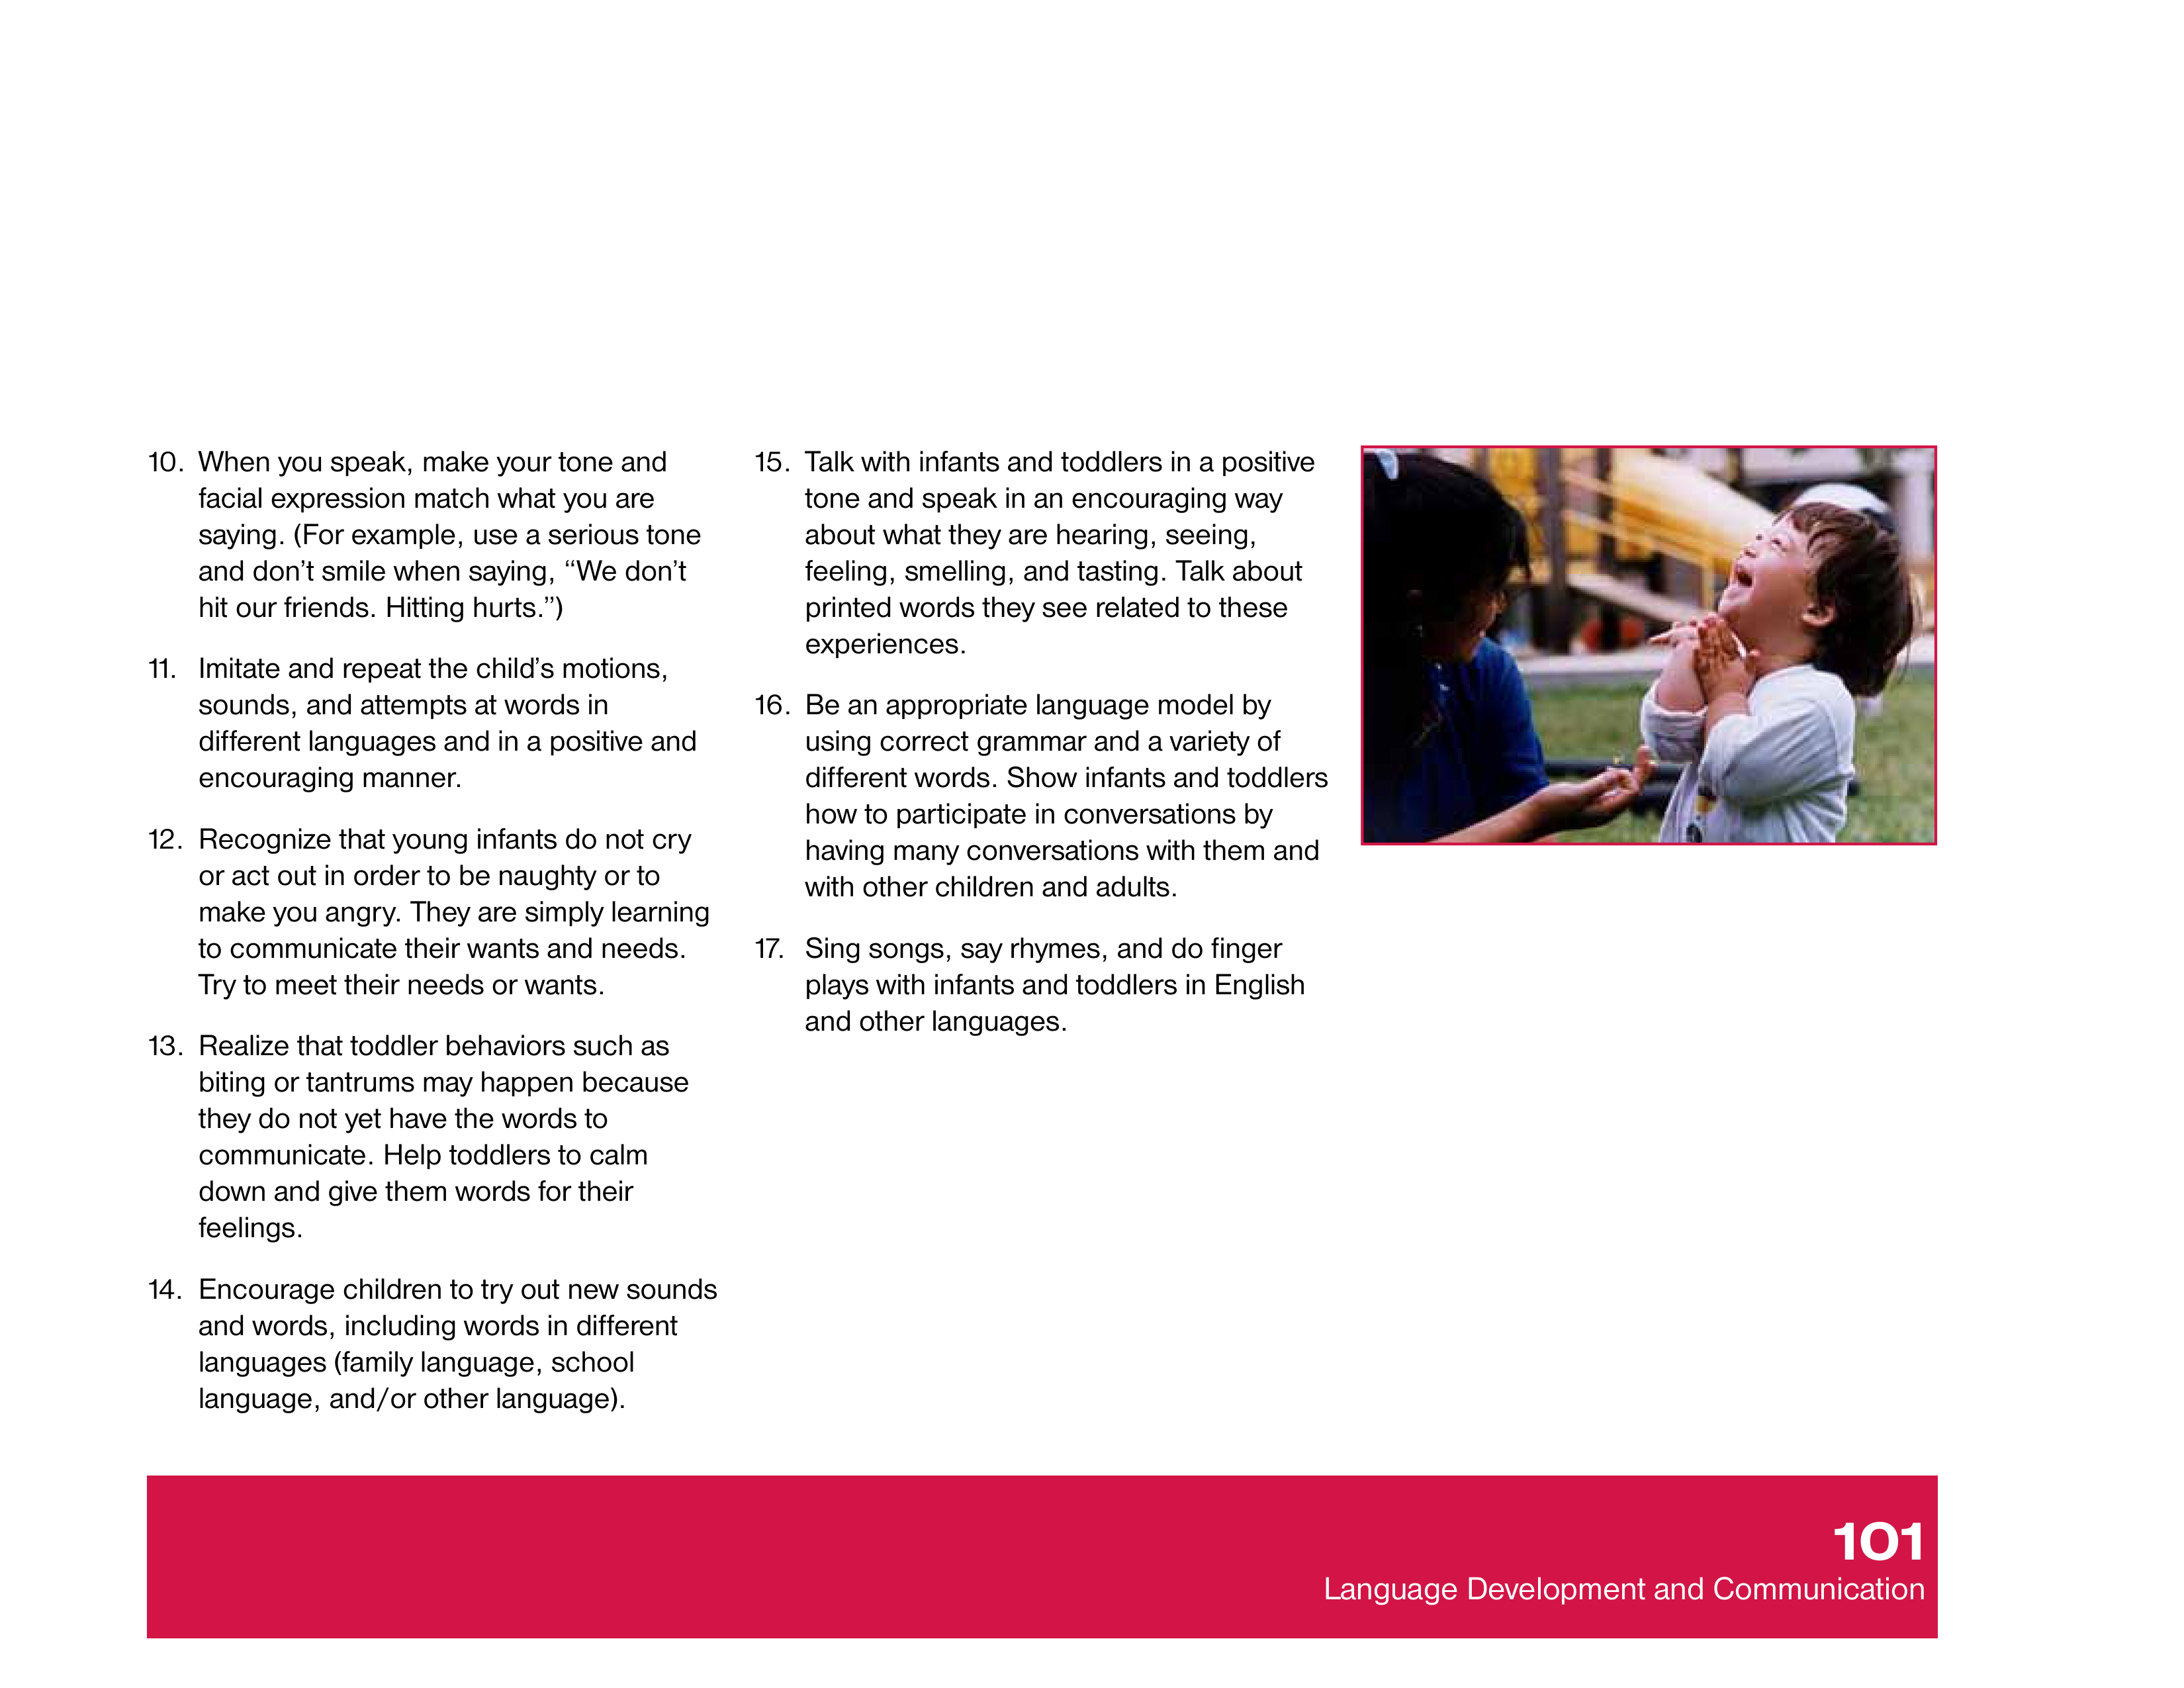 10. When you speak, make your tone and
facial expression match what you are
saying. (For example, use a serious tone
and don’t smile when saying, “We don’t
hit our friends. Hitting hurts.”)
11. Imitate and repeat the child’s motions,
sounds, and attempts at words in
different languages and in a positive and
encouraging manner.
12. Recognize that young infants do not cry
or act out in order to be naughty or to
make you angry. They are simply learning
to communicate their wants and needs.
Try to meet their needs or wants.
13. Realize that toddler behaviors such as
biting or tantrums may happen because
they do not yet have the words to
communicate. Help toddlers to calm
down and give them words for their
feelings.
14. Encourage children to try out new sounds
and words, including words in different
languages (family language, school
language, and/or other language).
15. Talk with infants and toddlers in a positive
tone and speak in an encouraging way
about what they are hearing, seeing,
feeling, smelling, and tasting. Talk about
printed words they see related to these
experiences.
16. Be an appropriate language model by
using correct grammar and a variety of
different words. Show infants and toddlers
how to participate in conversations by
having many conversations with them and
with other children and adults.
17. Sing songs, say rhymes, and do finger
plays with infants and toddlers in English
and other languages.
101
Language Development and Communication